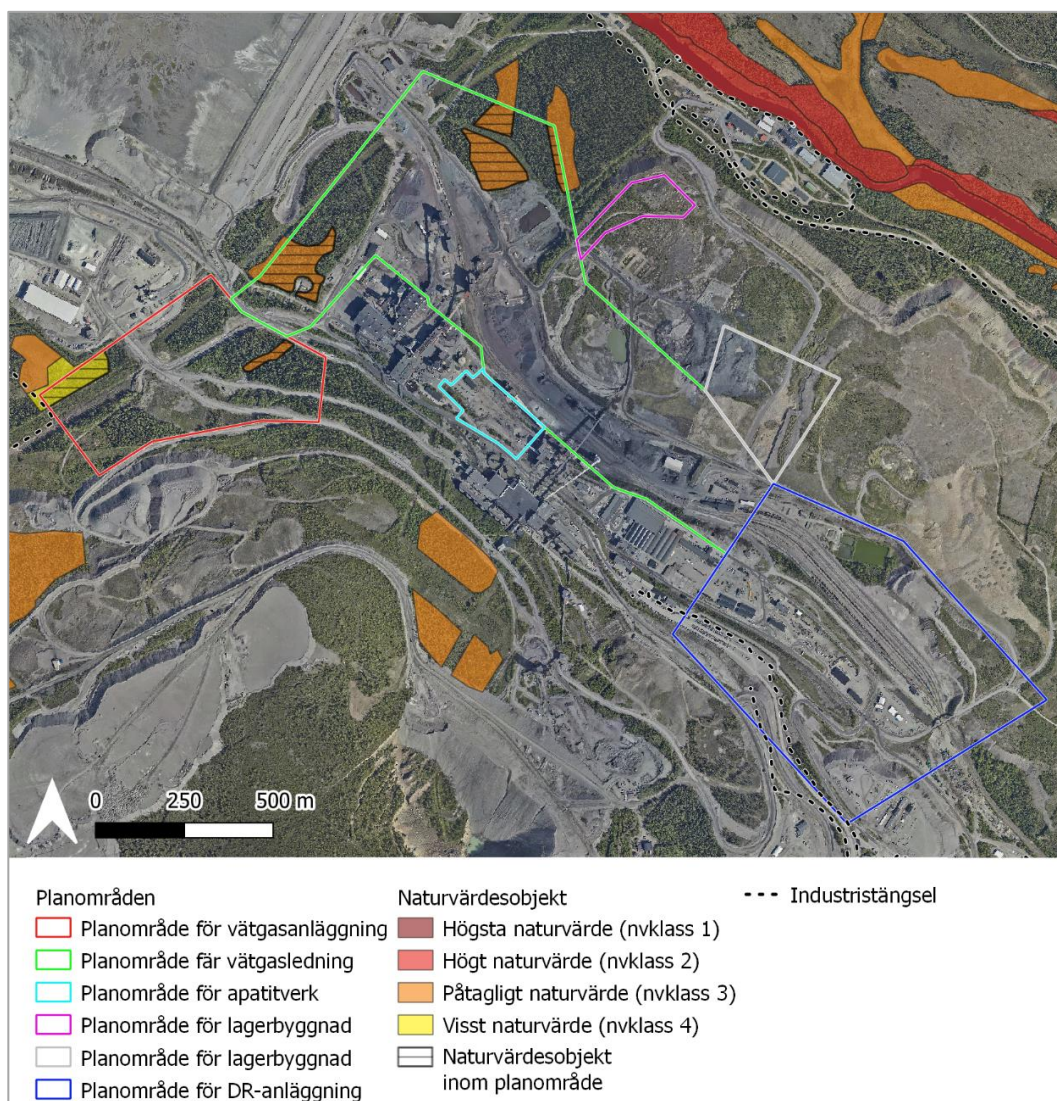 0 250 500 m
Planområden
Planområde för vätgasanläggning
Planområde fär vätgasledning
Planområde för apatitverk
Planområde för lagerbyggnad
Planområde för lagerbyggnad
Planområde för DR-anläggning
Naturvärdesobjekt
Högsta naturvärde (nvklass 1)
Högt naturvärde (nvklass 2)
Påtagligt naturvärde (nvklass 3)
Visst naturvärde (nvklass 4)
Naturvärdesobjekt
inom planområde
Industristängsel